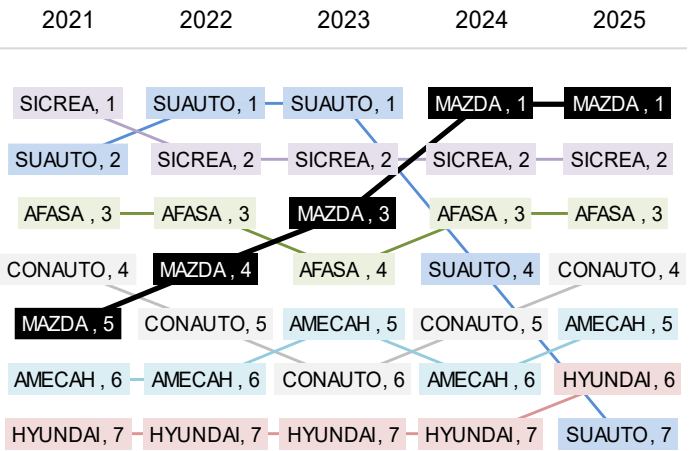 2021 2022 2023 2024 2025
SICREA, 1 SUAUTO, 1 SUAUTO, 1 MAZDA , 1 MAZDA , 1
SUAUTO, 2 SICREA, 2 SICREA, 2 SICREA, 2 SICREA, 2
AFASA , 3 AFASA , 3 MAZDA , 3 AFASA , 3 AFASA , 3
CONAUTO, 4 MAZDA , 4 AFASA , 4 SUAUTO, 4 CONAUTO, 4
MAZDA , 5 CONAUTO, 5 AMECAH , 5 CONAUTO, 5 AMECAH , 5
AMECAH , 6 AMECAH , 6 CONAUTO, 6 AMECAH , 6 HYUNDAI, 6
HYUNDAI, 7 HYUNDAI, 7 HYUNDAI, 7 HYUNDAI, 7 SUAUTO, 7